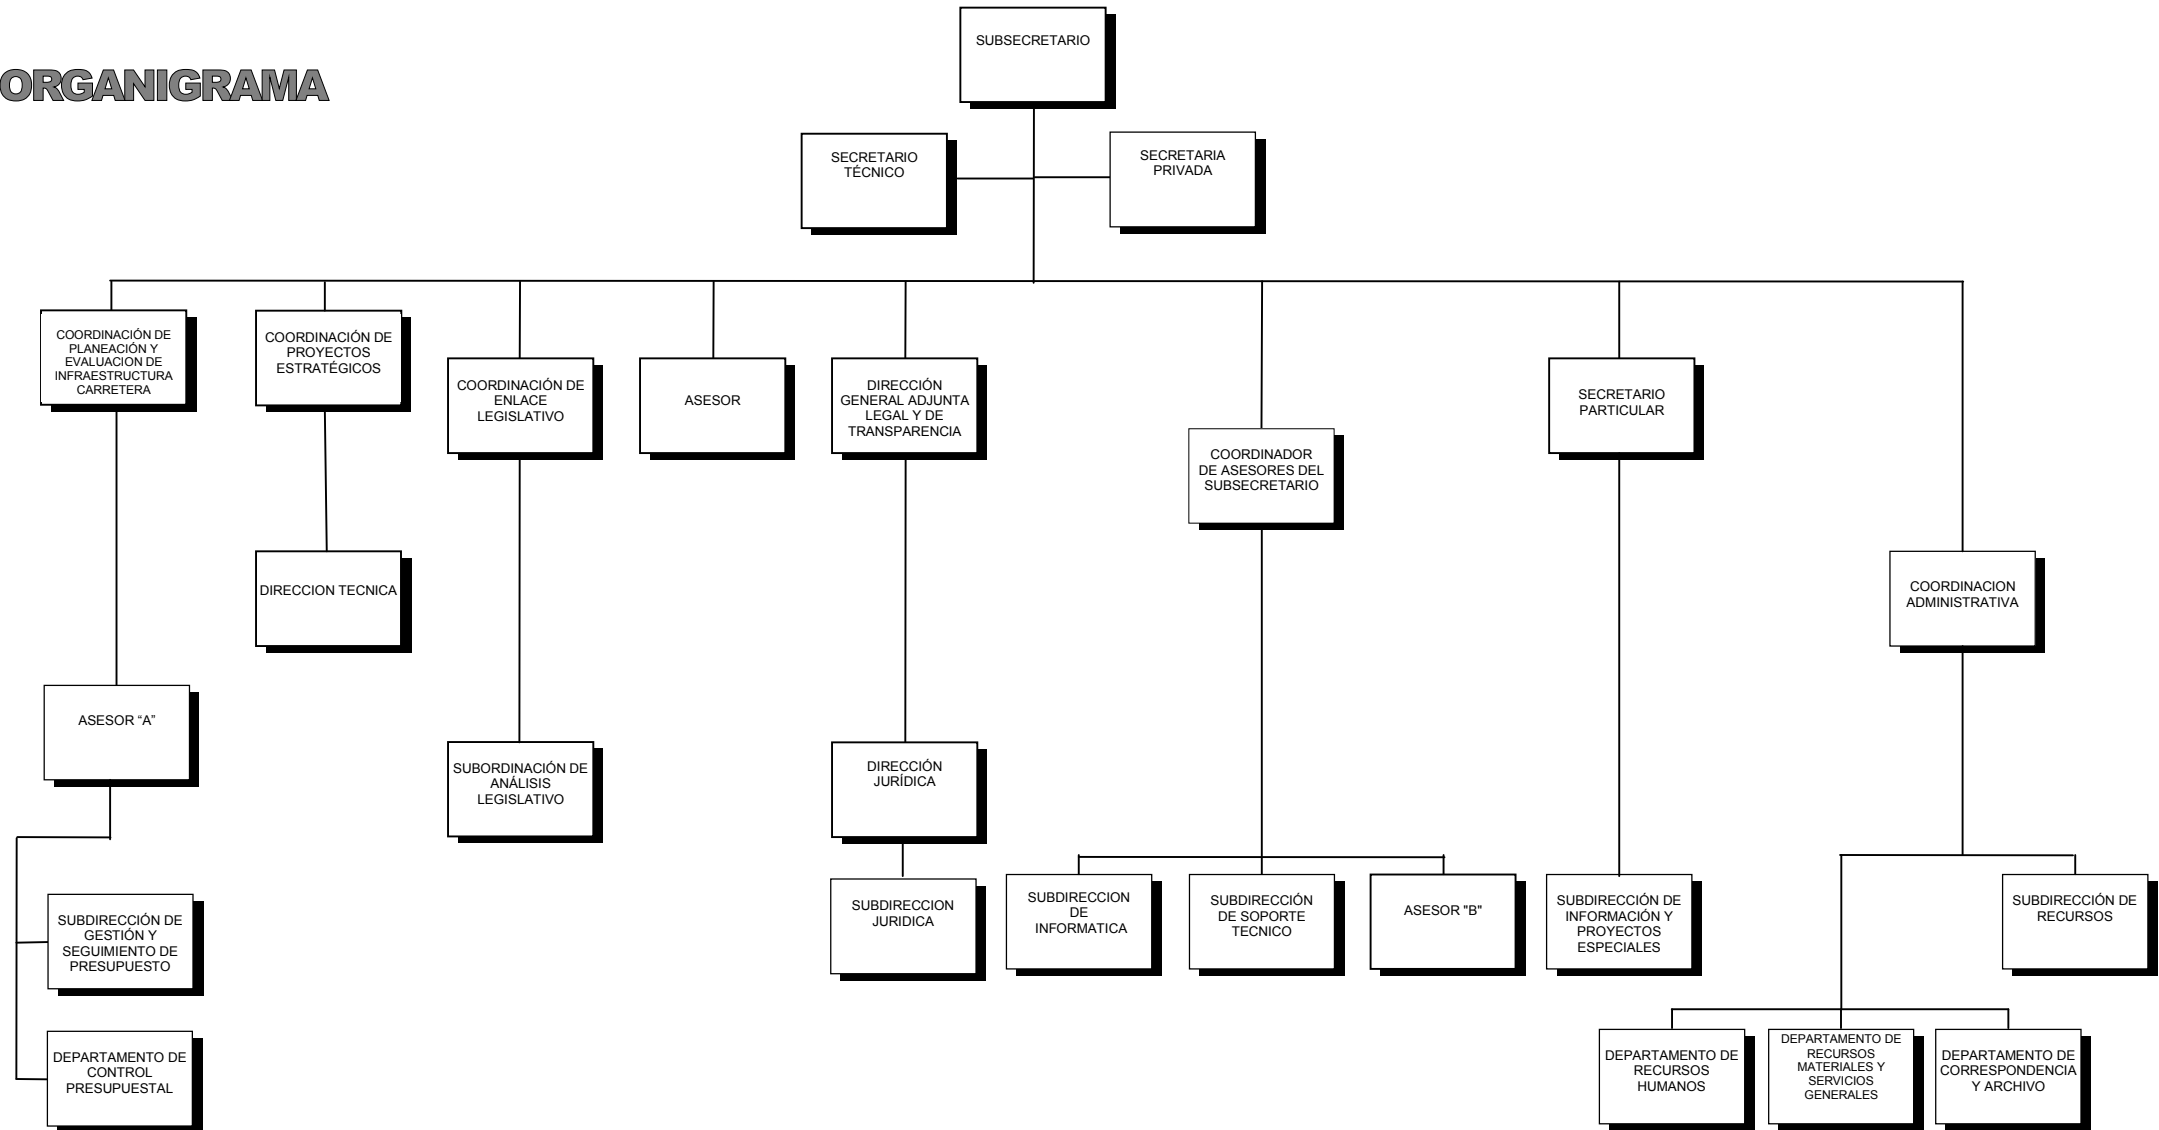 SUBSECRETARIO
ORGANIGRAMA
SECRETARIO
TÉCNICO
SECRETARIA
PRIVADA
COORDINACIÓN DE
PLANEACIÓN Y
EVALUACION DE
INFRAESTRUCTURA
CARRETERA
COORDINACIÓN DE
PROYECTOS
ESTRATÉGICOS
COORDINACIÓN DE
ENLACE
LEGISLATIVO
ASESOR
DIRECCIÓN
GENERAL ADJUNTA
LEGAL Y DE
TRANSPARENCIA
COORDINADOR
DE ASESORES DEL
SUBSECRETARIO
SECRETARIO
PARTICULAR
COORDINACION
ADMINISTRATIVA
DIRECCION TECNICA
ASESOR “A”
SUBORDINACIÓN DE
ANÁLISIS
LEGISLATIVO
DIRECCIÓN
JURÍDICA
SUBDIRECCIÓN DE
GESTIÓN Y
SEGUIMIENTO DE
PRESUPUESTO
SUBDIRECCION
JURIDICA
SUBDIRECCION
DE
INFORMATICA
SUBDIRECCIÓN
DE SOPORTE
TECNICO
ASESOR "B"
SUBDIRECCIÓN DE
INFORMACIÓN Y
PROYECTOS
ESPECIALES
SUBDIRECCIÓN DE
RECURSOS
DEPARTAMENTO DE
CONTROL
PRESUPUESTAL
DEPARTAMENTO DE
RECURSOS
HUMANOS
DEPARTAMENTO DE
RECURSOS
MATERIALES Y
SERVICIOS
GENERALES
DEPARTAMENTO DE
CORRESPONDENCIA
Y ARCHIVO